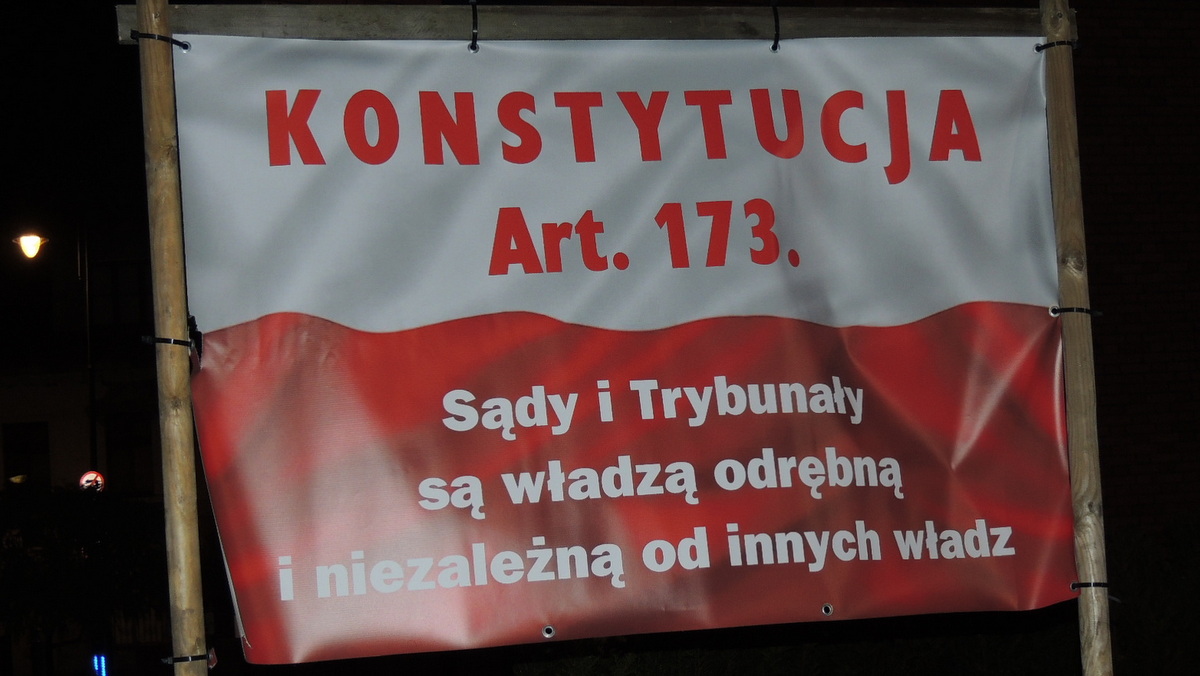 KONSTYTUCJA
Art. 173.
Sądy i Trybunały
są władzą odrębną
i niezależną od innych władz